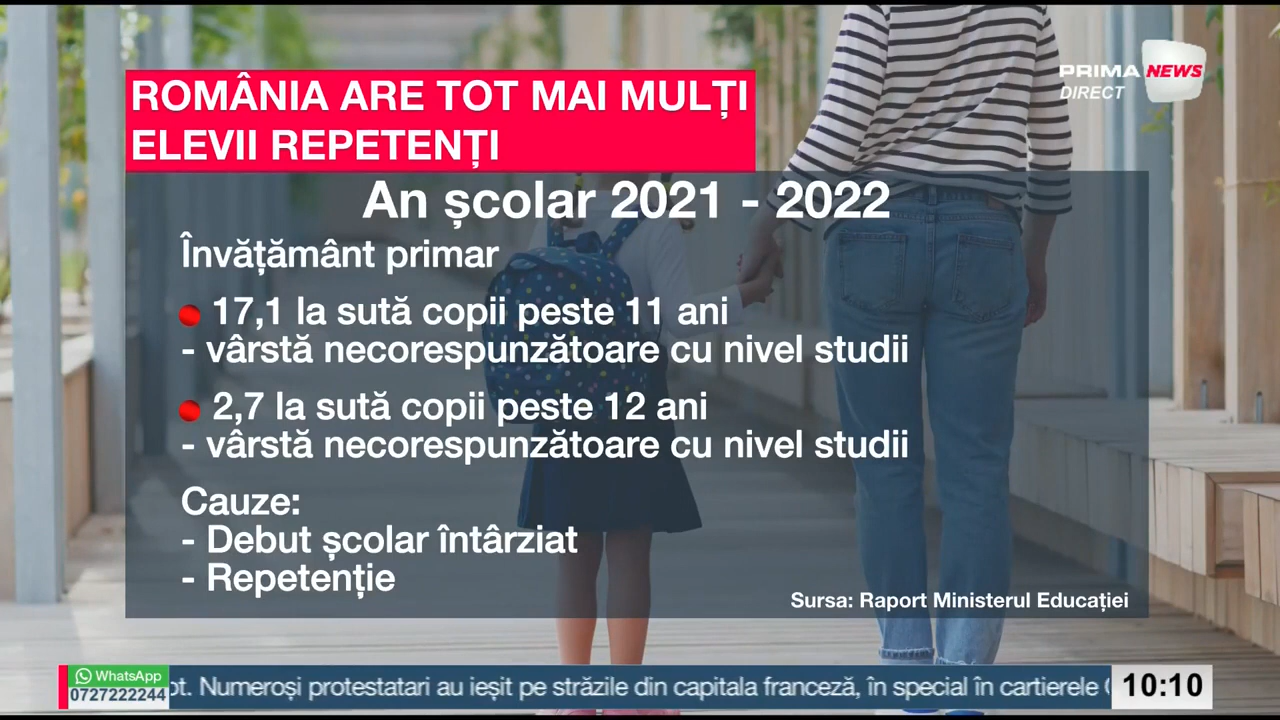 PRIMA NEWS
DIRECT
ROMÂNIA ARE TOT MAI MULȚI
ELEVII REPETENȚI
An școlar 2021 - 2022
Învățământ primar
17,1 la sută copii peste 11 ani
- vârstă necorespunzătoare cu nivel studii
2,7 la sută copii peste 12 ani
- vârstă necorespunzătoare cu nivel studii
Cauze:
- Debut școlar întârziat
- Repetenție
Sursa: Raport Ministerul Educației
WhatsApp
0727222244
ot. Numeroși protestatari au ieșit pe străzile din capitala franceză, în special în cartierele
10:10